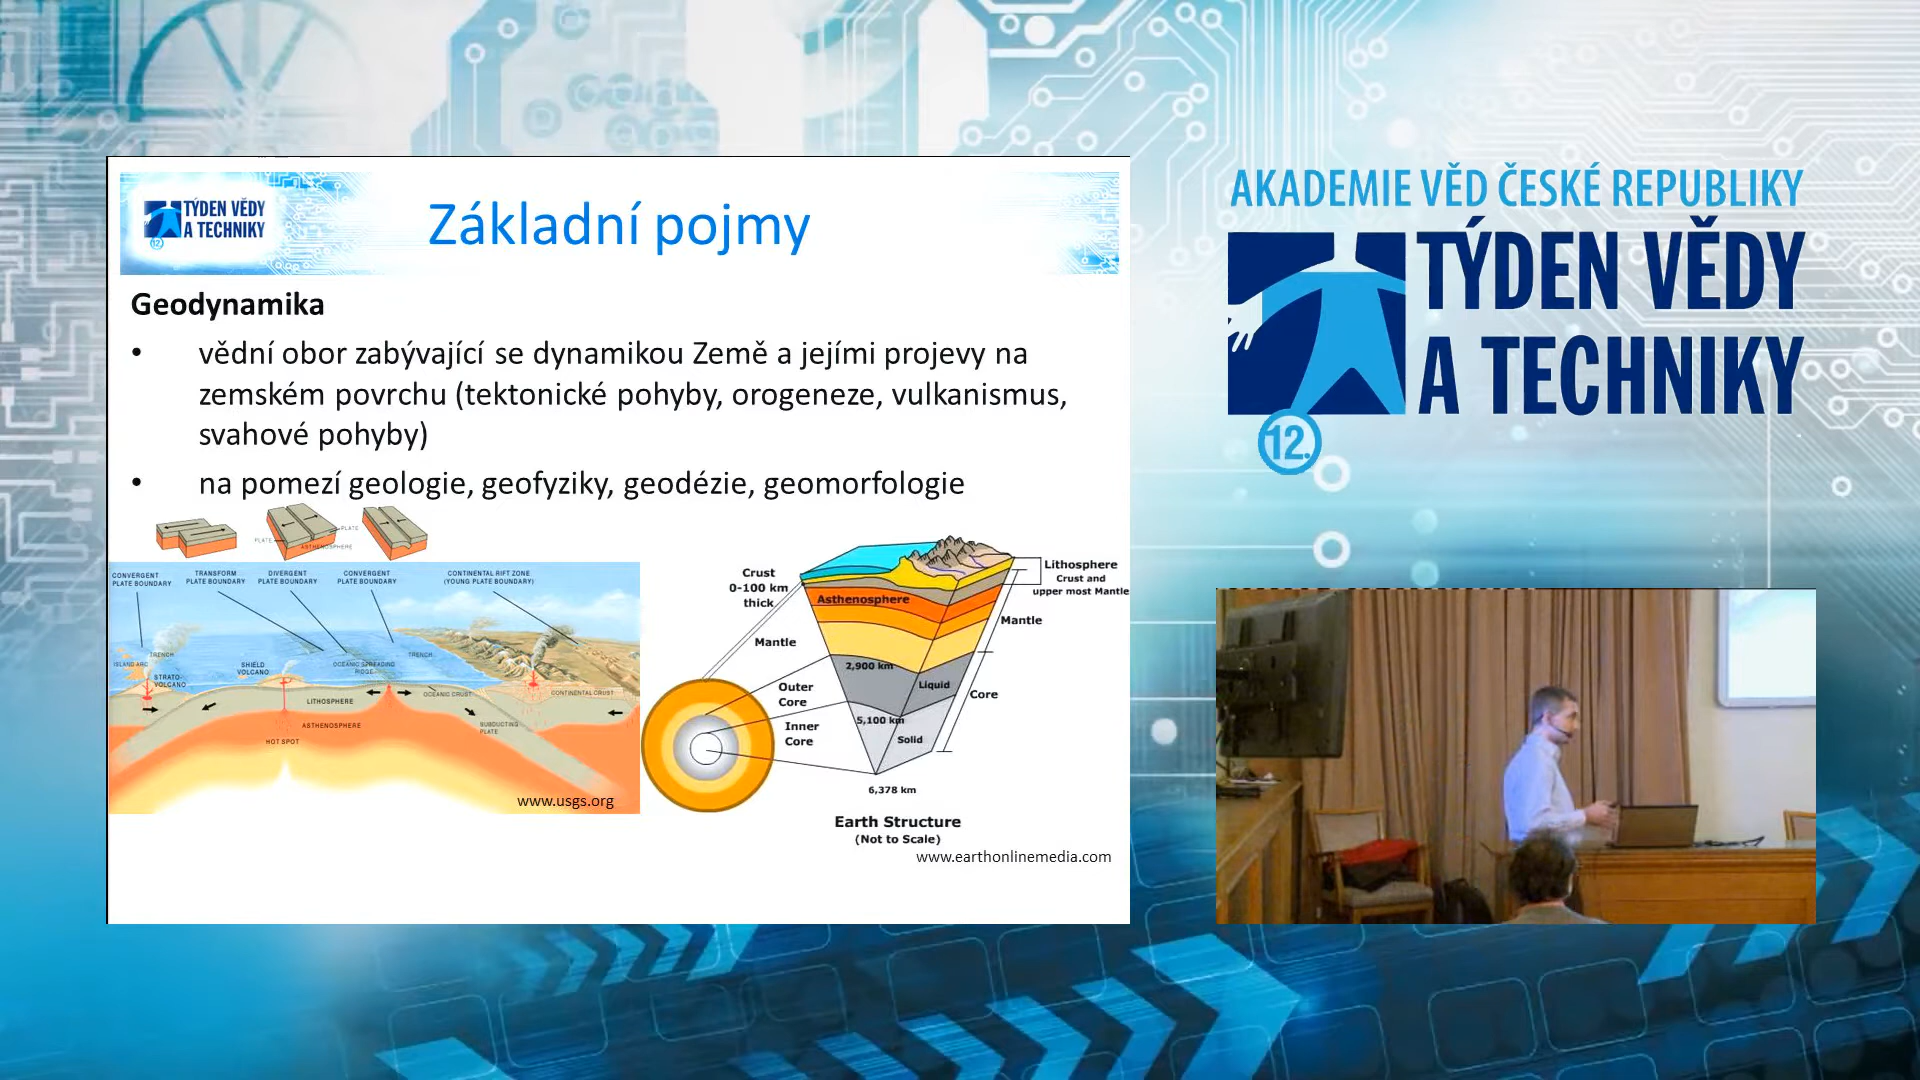 TÝDEN VĚDY
A TECHNIKY
12.
Základní pojmy
Geodynamika
• vědní obor zabývající se dynamikou Země a jejími projevy na
zemském povrchu (tektonické pohyby, orogeneze, vulkanismus,
svahové pohyby)
• na pomezí geologie, geofyziky, geodézie, geomorfologie
PLATE
PLATE
ASTHENOSPHERE
CONVERGENT
PLATE BOUNDARY
TRANSFORM
PLATE BOUNDARY
DIVERGENT
PLATE BOUNDARY
CONVERGENT
PLATE BOUNDARY
CONTINENTAL RIFT ZONE
(YOUNG PLATE BOUNDARY)
TRENCH
ISLAND ARC
STRATO-
VOLCANO
SHIELD
VOLCANO
OCEANIC SPREADING
RIDGE
TRENCH
LITHOSPHERE
OCEANIC CRUST
CONTINENTAL CRUST
ASTHENOSPHERE
SUBDUCTING
PLATE
HOT SPOT
www.usgs.org
Crust
0-100 km
thick
Asthenosphere
Lithosphere
Crust and
upper most Mantle
Mantle
Mantle
2,900 km
Outer
Core
Liquid
Core
Inner
Core
5,100 km
Solid
6,378 km
Earth Structure
(Not to Scale)
www.earthonlinemedia.com
AKADEMIE VĚD ČESKÉ REPUBLIKY
TÝDEN VĚDY
A TECHNIKY
12.